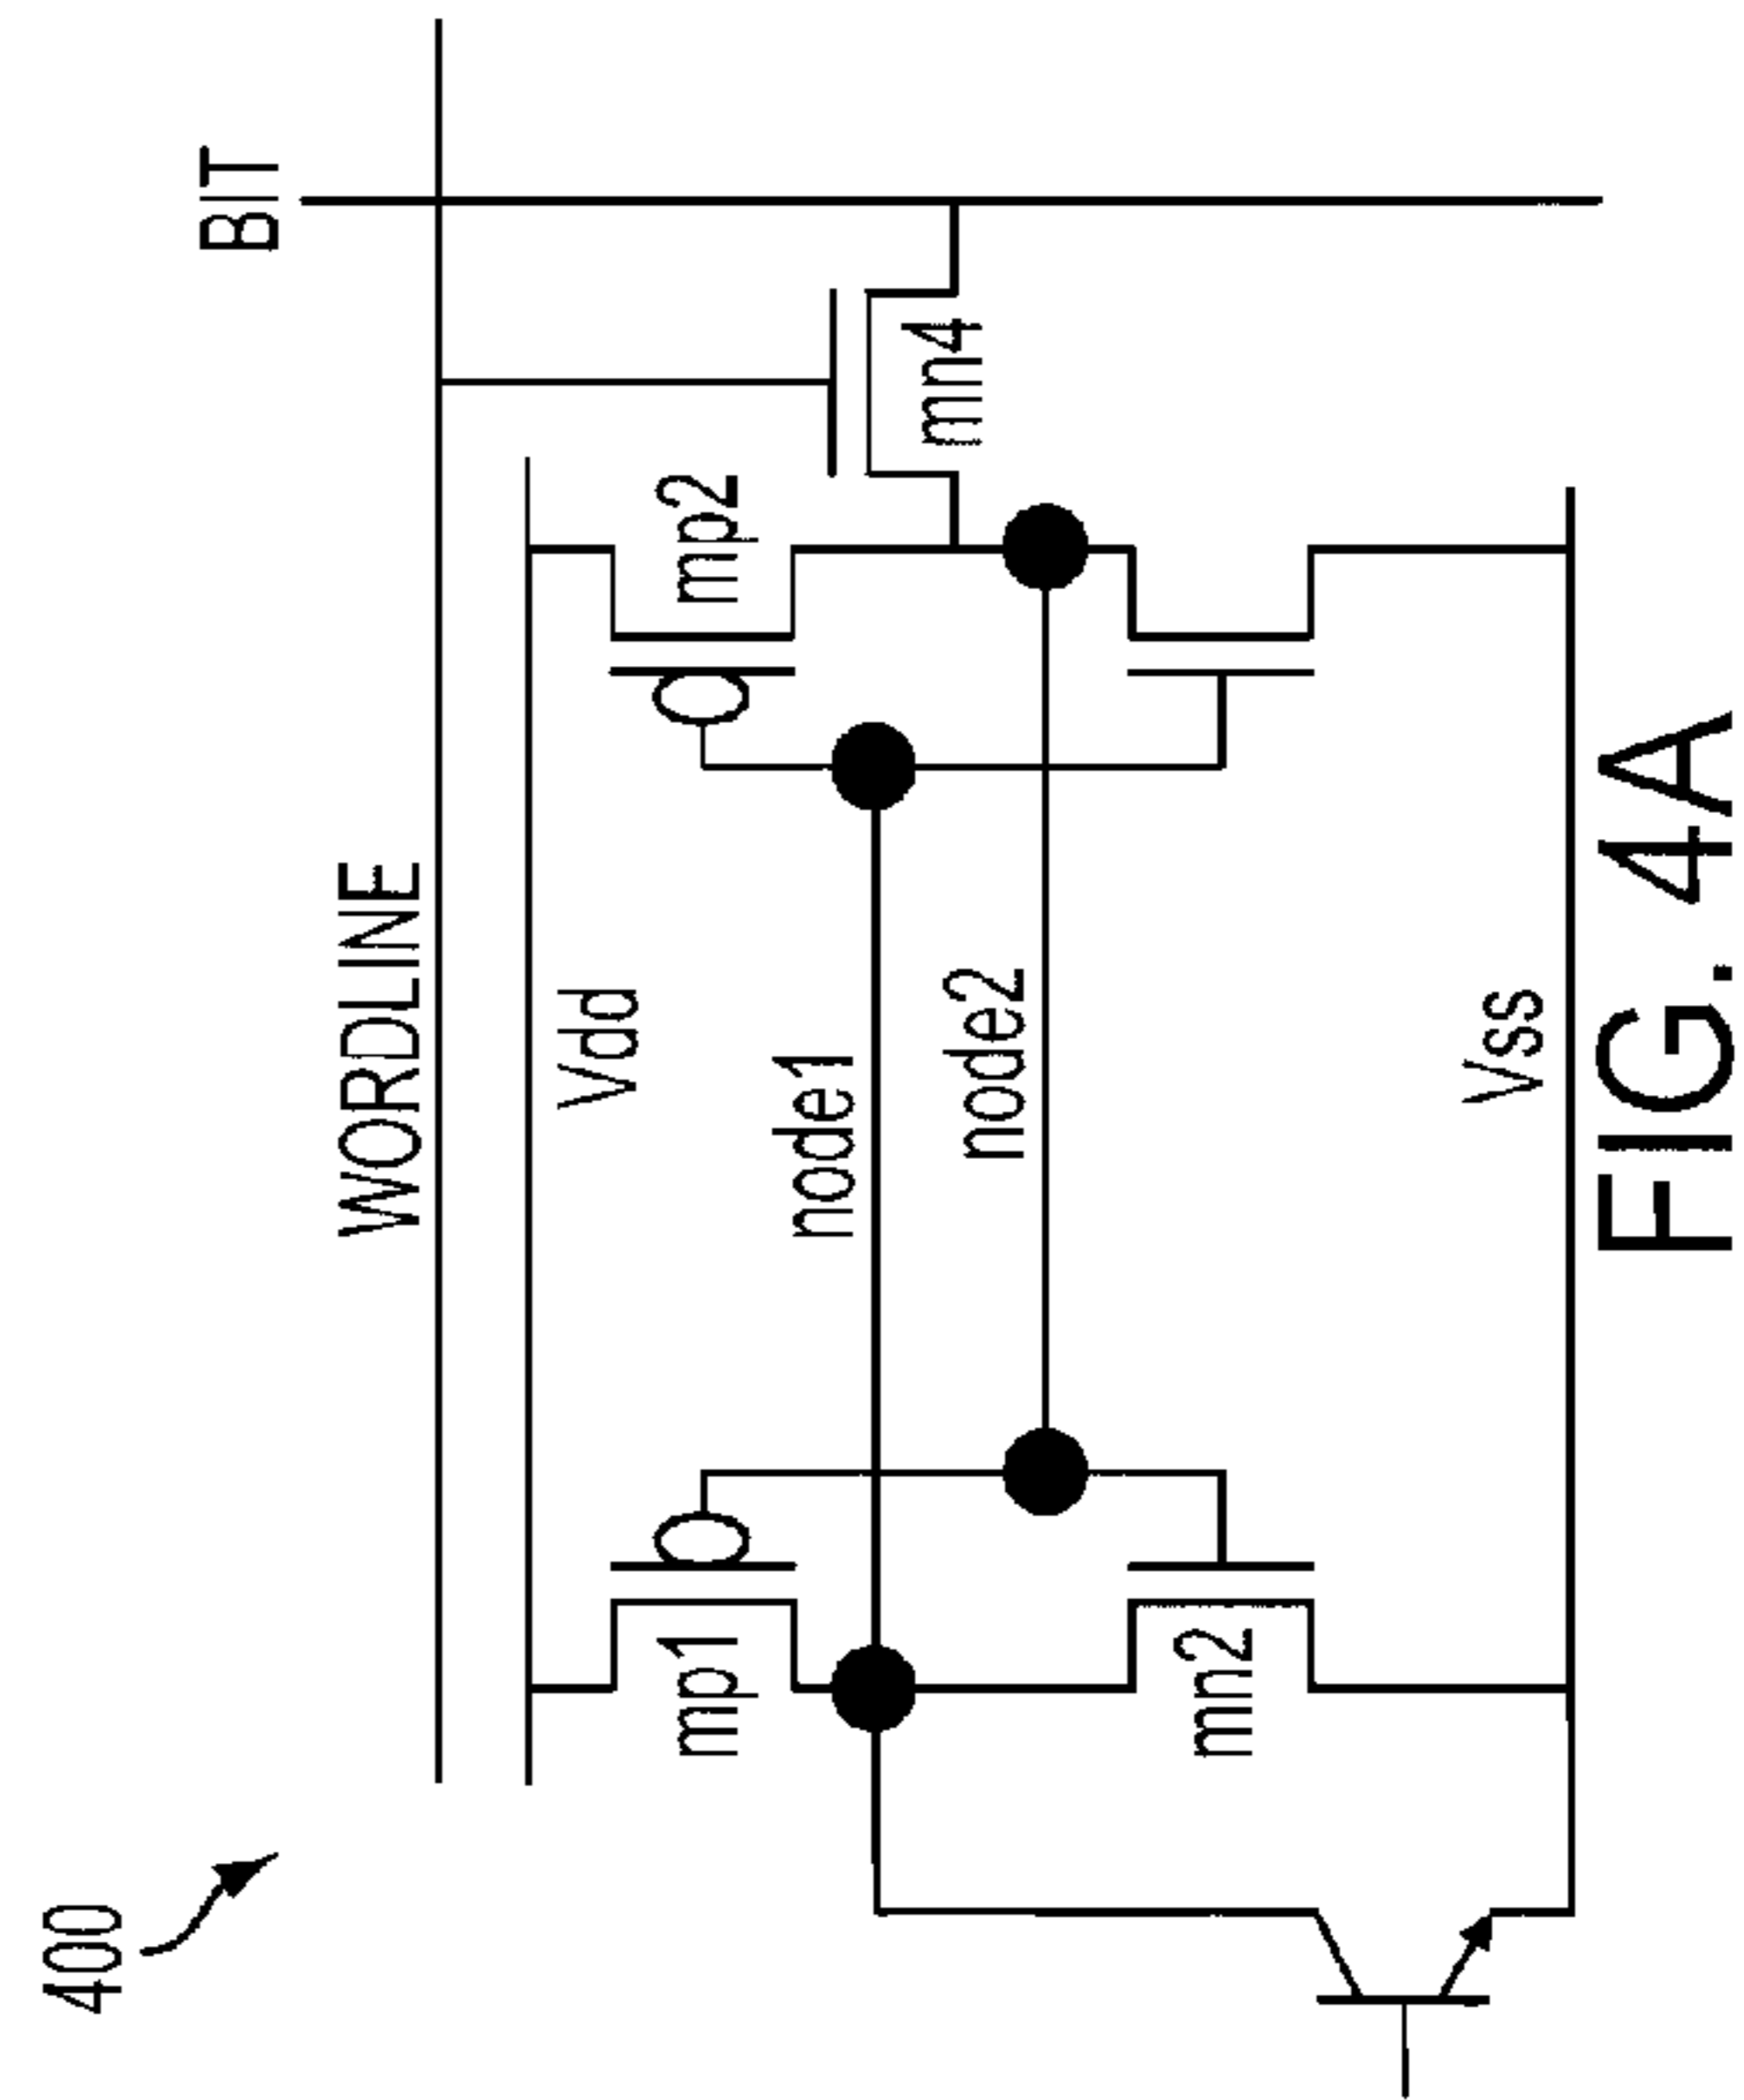 400
WORDLINE
BIT
Vdd
mp1
mp2
node1
mn4
node2
mn2
Vss
FIG. 4A